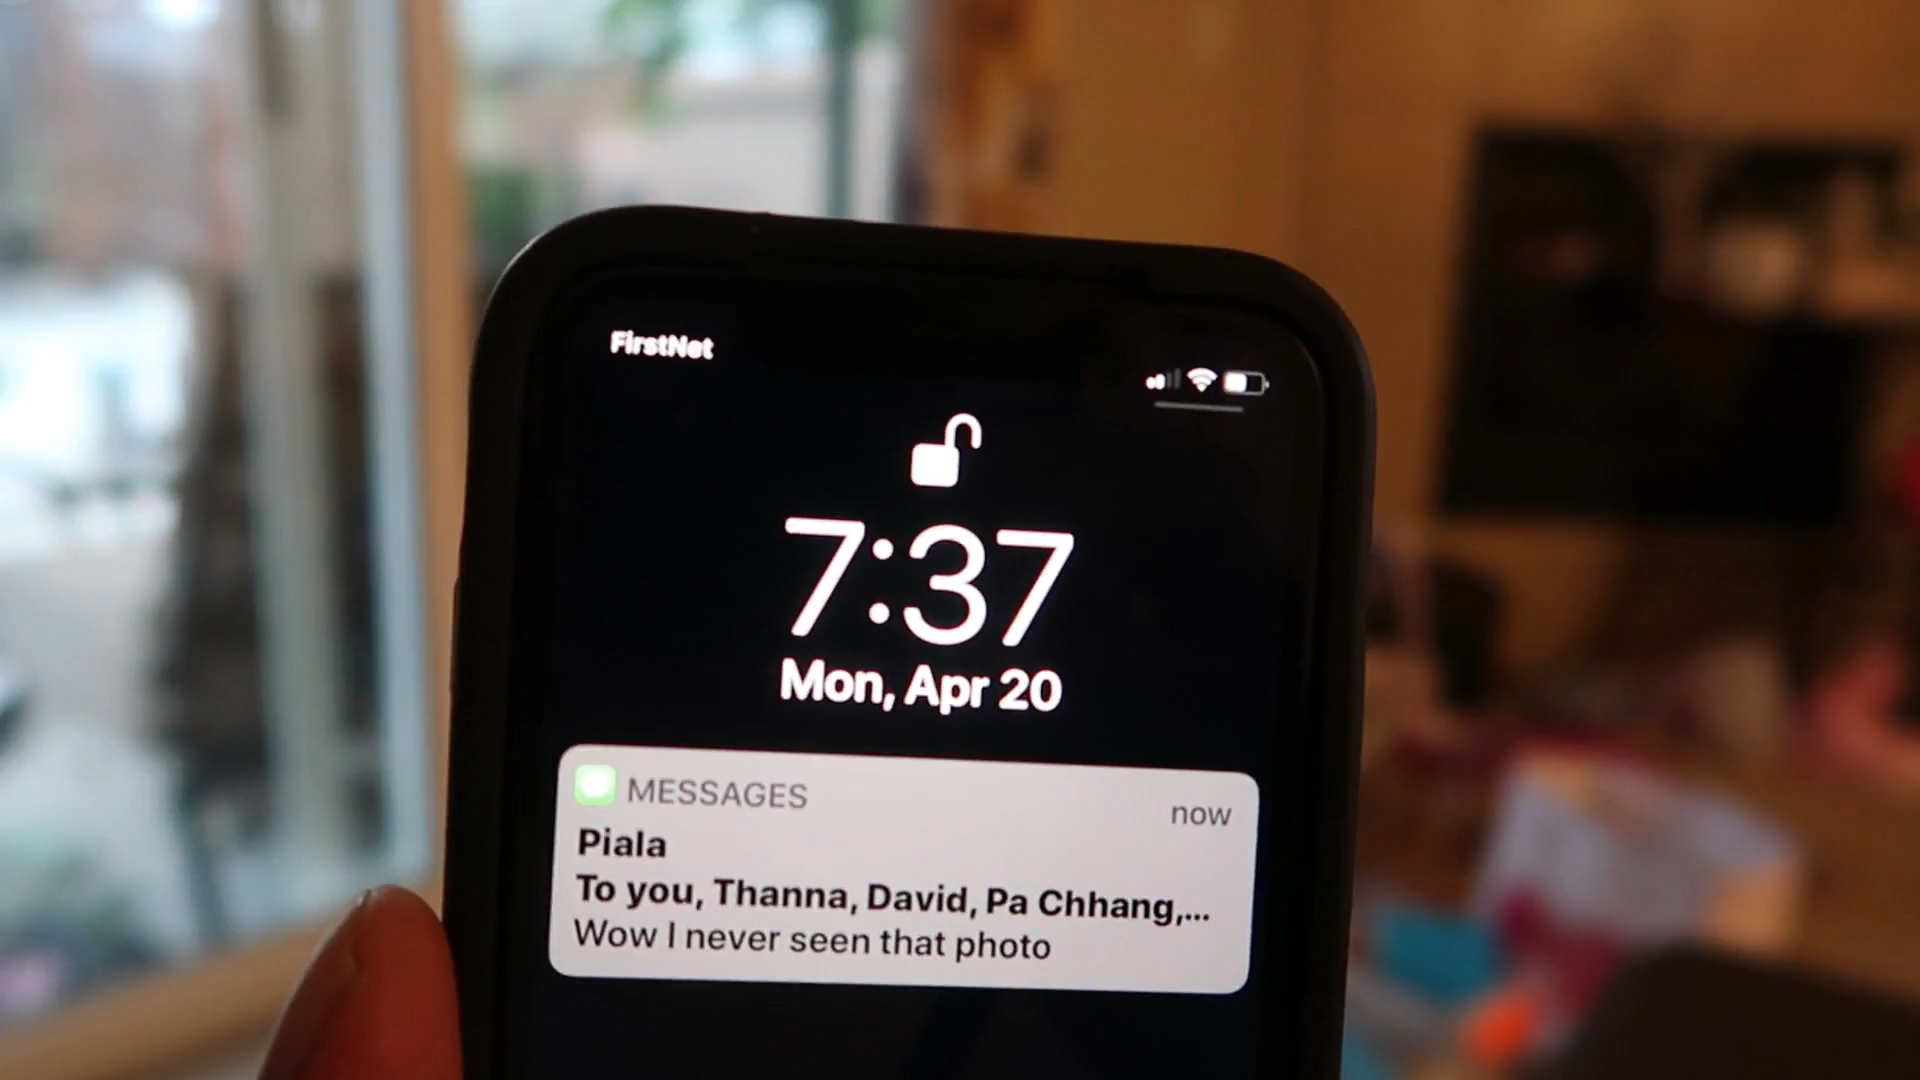 FirstNet
7:37
Mon, Apr 20
MESSAGES
now
Piala
To you, Thanna, David, Pa Chhang,...
Wow I never seen that photo